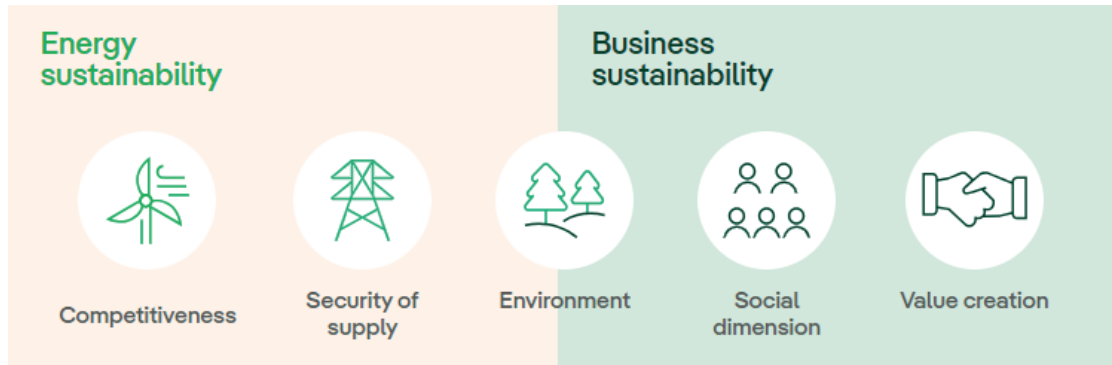 Energy
sustainability
Business
sustainability
Competitiveness
Security of
supply
Environment
Social
dimension
Value creation